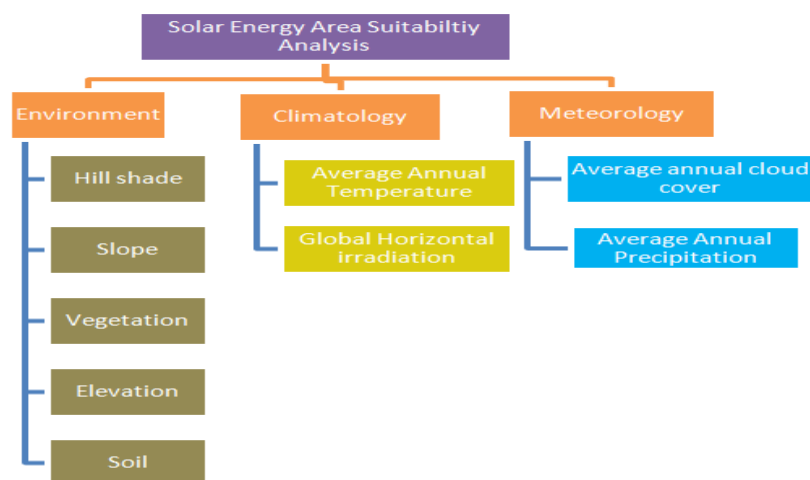 Solar Energy Area Suitabiltiy
Analysis
Environment
Climatology
Meteorology
Hill shade
Slope
Vegetation
Elevation
Soil
Average Annual
Temperature
Global Horizontal
irradiation
Average annual cloud
cover
Average Annual
Precipitation